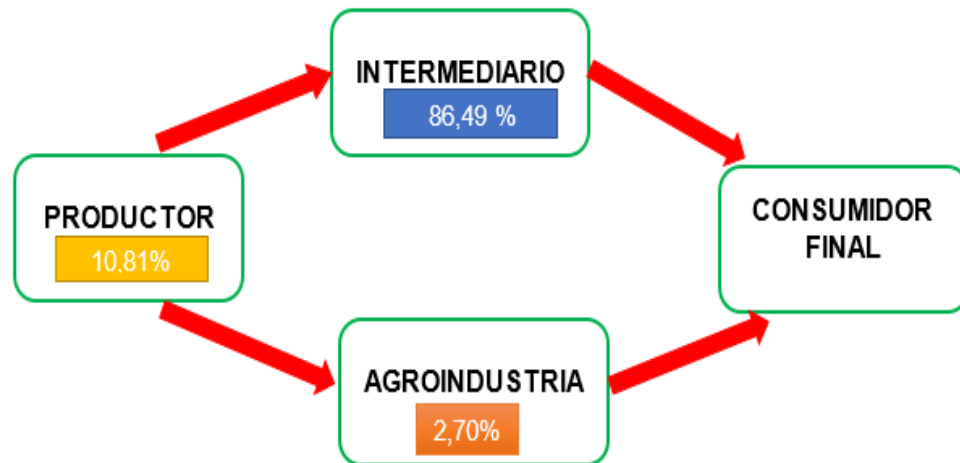 INTERMEDIARIO
86,49 %
PRODUCTOR
10,81%
CONSUMIDOR
FINAL
AGROINDUSTRIA
2,70%